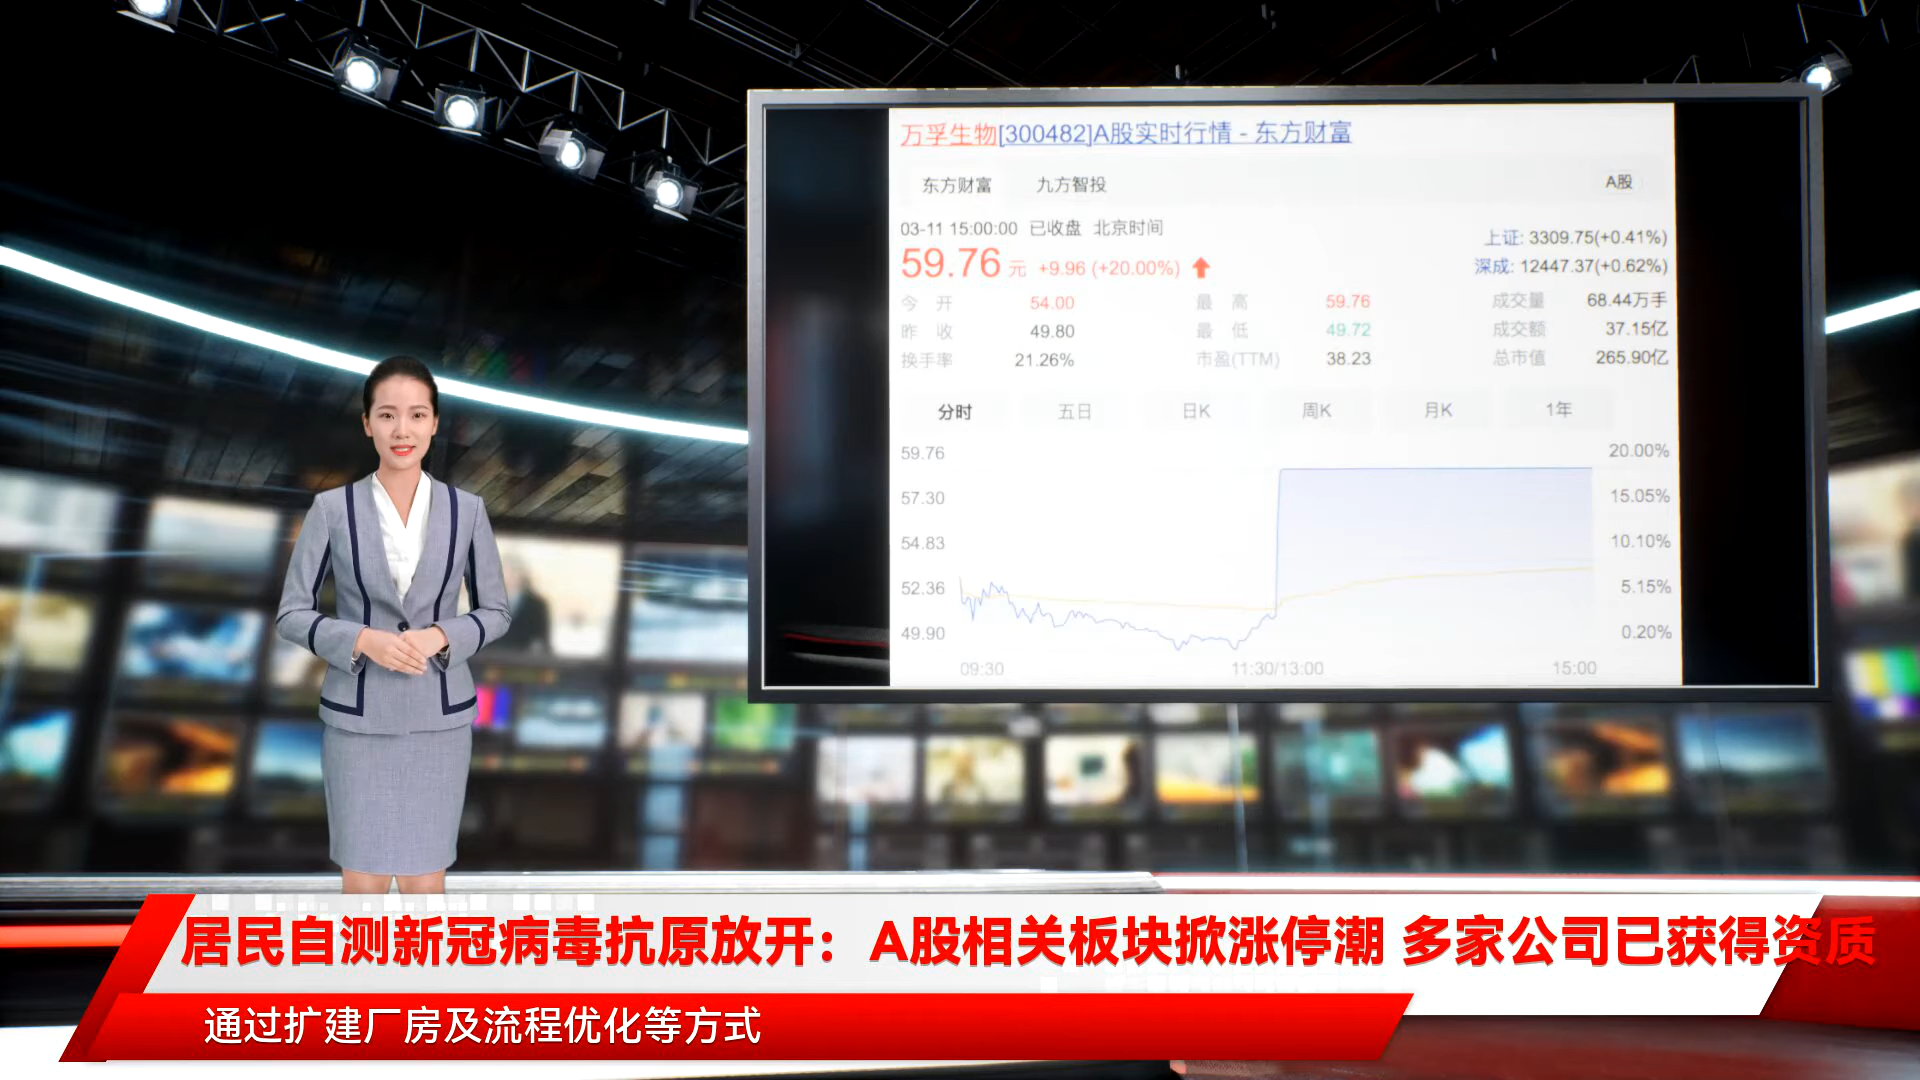 万孚生物[300482]A股实时行情 - 东方财富
东方财富 九方智投 A股
03-11 15:00:00 已收盘 北京时间
59.76 元 +9.96 (+20.00%)
上证: 3309.75(+0.41%)
深成: 12447.37(+0.62%)
今 开 54.00 最 高 59.76 成交量 68.44万手
昨 收 49.80 最 低 49.72 成交额 37.15亿
换手率 21.26% 市盈(TTM) 38.23 总市值 265.90亿
分时 五日 日K 周K 月K 1年
59.76 20.00%
57.30 15.05%
54.83 10.10%
52.36 5.15%
49.90 0.20%
09:30 11:30/13:00 15:00
居民自测新冠病毒抗原放开：A股相关板块掀涨停潮 多家公司已获得资质
通过扩建厂房及流程优化等方式